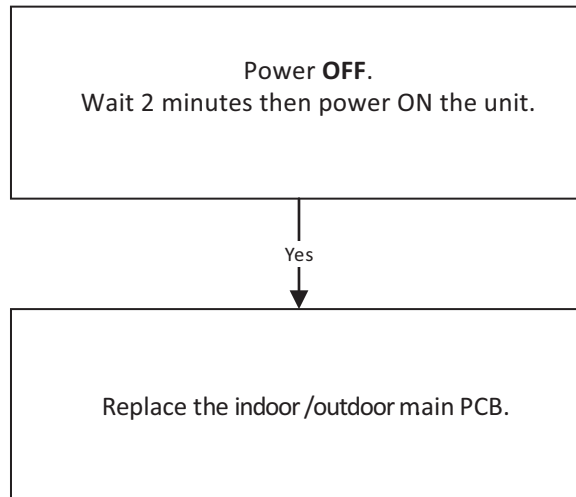 Power OFF.
Wait 2 minutes then power ON the unit.
Yes
Replace the indoor/outdoor main PCB.